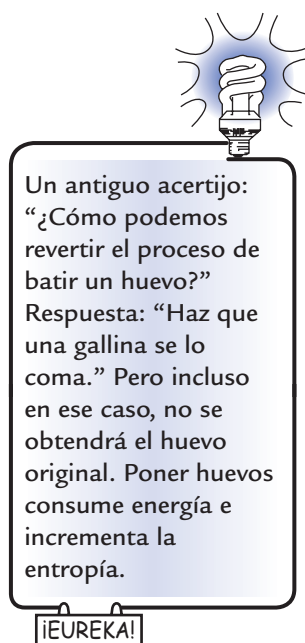 Un antiguo acertijo:
“¿Cómo podemos
revertir el proceso de
batir un huevo?”
Respuesta: “Haz que
una gallina se lo
coma.” Pero incluso
en ese caso, no se
obtendrá el huevo
original. Poner huevos
consume energía e
incrementa la
entropía.
¡EUREKA!